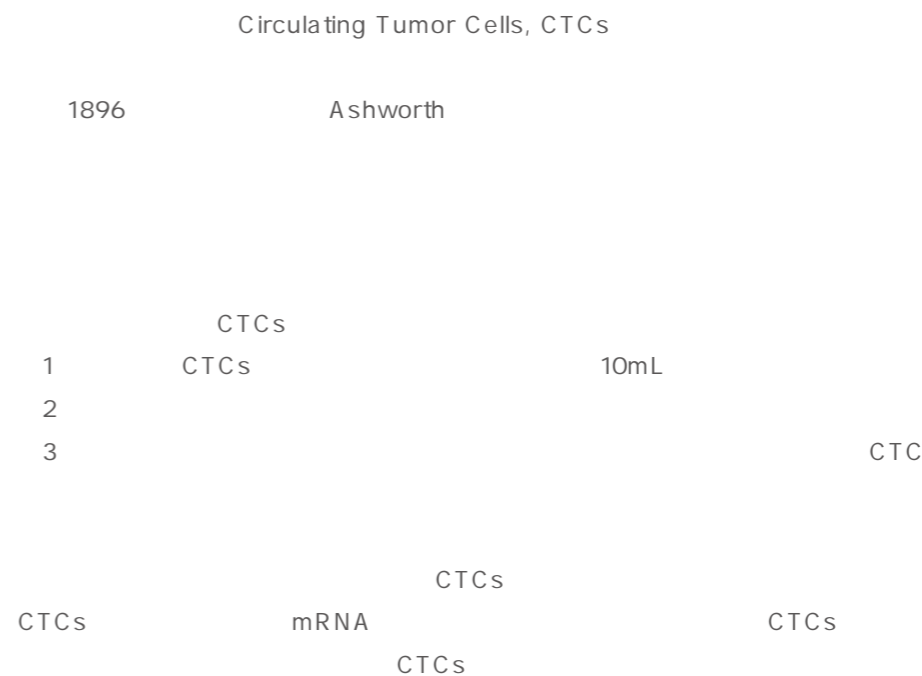 Circulating Tumor Cells, CTCs
1896 Ashworth
CTCs
1 CTCs 10mL
2
3 CTC
CTCs
CTCs mRNA CTCs
CTCs